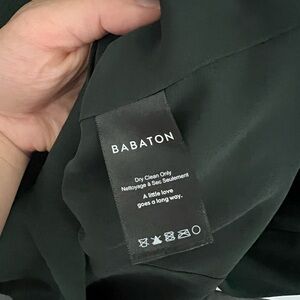 BABATON
Dry Clean Only
Nettoyage à Sec Seulement
A little love
goes a long way.